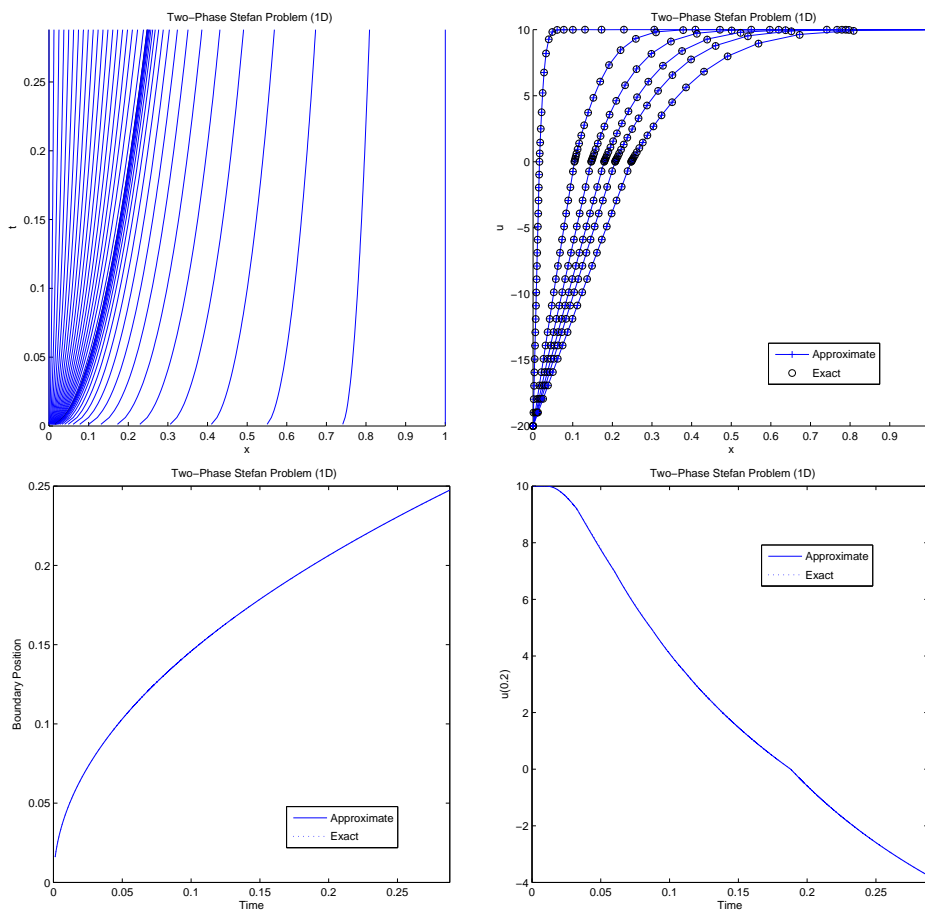 Two−Phase Stefan Problem (1D)
t
0.25
0.2
0.15
0.1
0.05
0
0 0.1 0.2 0.3 0.4 0.5 0.6 0.7 0.8 0.9 1
x
Two−Phase Stefan Problem (1D)
u
10
5
0
−5
−10
−15
−20
Approximate
Exact
0 0.1 0.2 0.3 0.4 0.5 0.6 0.7 0.8 0.9
x
Two−Phase Stefan Problem (1D)
Boundary Position
0.25
0.2
0.15
0.1
0.05
0
Approximate
Exact
0 0.05 0.1 0.15 0.2 0.25
Time
Two−Phase Stefan Problem (1D)
u(0.2)
10
8
6
4
2
0
−2
−4
Approximate
Exact
0 0.05 0.1 0.15 0.2 0.25
Time